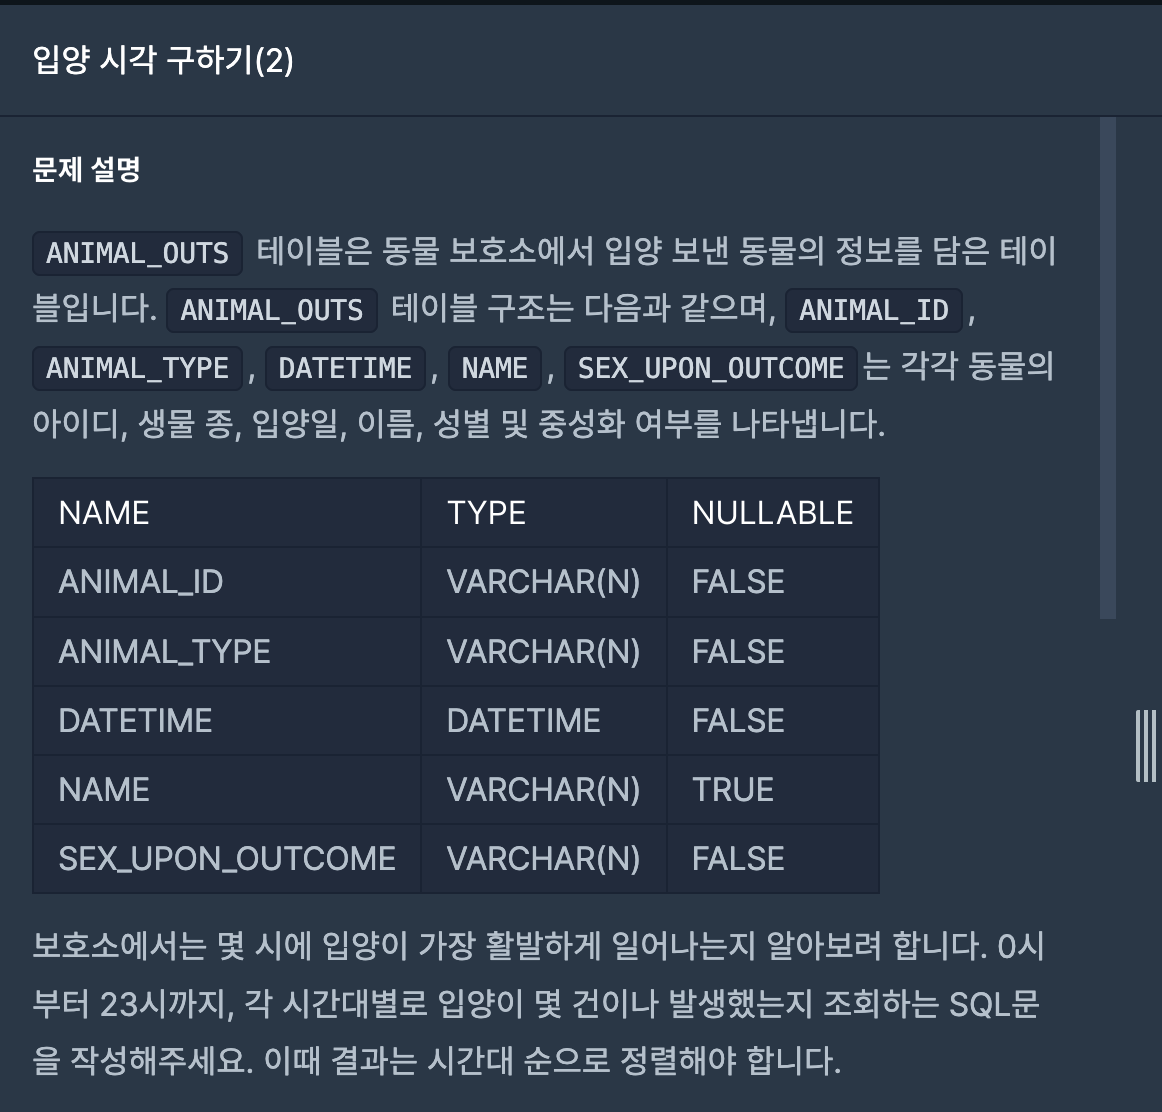 입양 시각 구하기(2)
문제 설명
ANIMAL_OUTS 테이블은 동물 보호소에서 입양 보낸 동물의 정보를 담은 테이
블입니다. ANIMAL_OUTS 테이블 구조는 다음과 같으며, ANIMAL_ID ,
ANIMAL_TYPE , DATETIME , NAME , SEX_UPON_OUTCOME 는 각각 동물의
아이디, 생물 종, 입양일, 이름, 성별 및 중성화 여부를 나타냅니다.
NAME TYPE NULLABLE
ANIMAL_ID VARCHAR(N) FALSE
ANIMAL_TYPE VARCHAR(N) FALSE
DATETIME DATETIME FALSE
NAME VARCHAR(N) TRUE
SEX_UPON_OUTCOME VARCHAR(N) FALSE
보호소에서는 몇 시에 입양이 가장 활발하게 일어나는지 알아보려 합니다. 0시
부터 23시까지, 각 시간대별로 입양이 몇 건이나 발생했는지 조회하는 SQL문
을 작성해주세요. 이때 결과는 시간대 순으로 정렬해야 합니다.